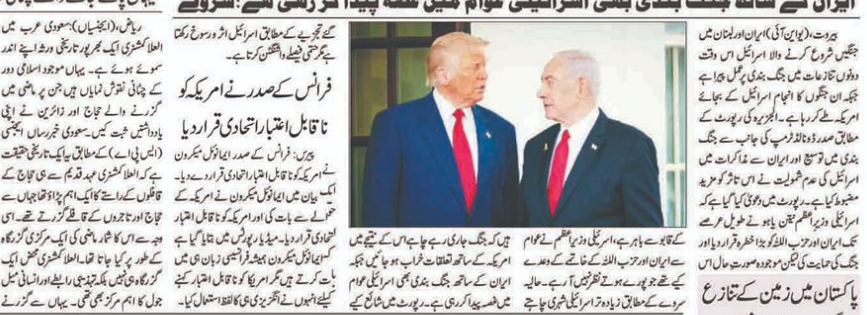 ایران کے ساتھ جنگ بندی بھی اسرائیلی عوام میں غصہ پیدا کر رہی ہے: سروے
بیروت، (یو این آئی) ایران اور لبنان میں
جنگیں شروع کرنے والا اسرائیل اس وقت
دونوں تنازعات میں جنگ بندی پر عمل پیرا ہے
جبکہ ان جنگوں کا انجام اسرائیل کے بجائے
امریکہ طے کر رہا ہے۔ الجزیرہ کی رپورٹ کے
مطابق صدر ڈونالڈ ٹرمپ کی جانب سے جنگ
بندی میں توسیع اور ایران سے مذاکرات میں
اسرائیل کی عدم شمولیت نے اس تاثر کو مزید
مضبوط کیا ہے۔ رپورٹ میں دعویٰ کیا گیا ہے کہ
اسرائیلی وزیراعظم نیتن یاہو نے طویل عرصے
تک ایران اور حزب اللہ کو بڑا خطرہ قرار دیا اور
جنگ کی حمایت کی لیکن موجودہ صورتِ حال اس
کے قابو سے باہر ہے، اسرئیلی وزیراعظم نے عوام
سے ایران اور حزب اللہ کے خاتمے کے وعدے
کیے تھے جو پورے ہوتے نظر نہیں آ رہے۔ حالیہ
سروے کے مطابق زیادہ تر اسرائیلی شہری چاہتے
ہیں کہ جنگ جاری رہے چاہے اس کے نتیجے میں
امریکہ کے ساتھ تعلقات خراب ہو جائیں جبکہ
ایران کے ساتھ جنگ بندی بھی اسرائیلی عوام
میں غصہ پیدا کر رہی ہے۔ رپورٹ میں شائع کیے
گئے تجزیے کے مطابق اسرائیل اثر و رسوخ رکھتا
ہے مگر حتمی فیصلے واشنگٹن کرتا ہے۔
فرانس کے صدر نے امریکہ کو
ناقابل اعتبار اتحادی قرار دیا
پیرس: فرانس کے صدر ایمانوئل میکرون
نے امریکہ کو ناقابل اعتبار اتحادی قرار دے دیا۔
ایک بیان میں ایمانوئل میکرون نے امریکہ کے
حوالے سے بات کی اور امریکہ کو ناقابل اعتبار
اتحادی قرار دیا۔ میڈیا رپورٹس میں بتایا گیا ہے
کہ ایمانوئل میکرون ہمیشہ فرانسیسی زبان ہی میں
بات کرتے ہیں مگر امریکا کو ناقابل اعتبار کہنے
کیلئے انہوں نے انگریزی ہی کا لفظ استعمال کیا۔
ریاض، (ایجنسیاں): سعودی عرب میں
العلا کشنری ایک بھرپور تاریخی ورثہ اپنے اندر
سموئے ہوئے ہے۔ یہاں موجود اسلامی دور
کے چٹانی نقوش نمایاں ہیں جن پر ماضی میں
گزرنے والے حجاج اور زائرین نے اپنی
یادداشتیں ثبت کیں۔ سعودی خبر رساں ایجنسی
(ایس پی اے) کے مطابق یہ ایک تاریخی حقیقت
ہے کہ العلا کشنری عہد قدیم سے ہی حجاج کے
قافلوں کے راستے کا ایک اہم پڑاؤ تھا جہاں سے
حجاج اور تاجروں کے قافلے گزرتے تھے۔ اسی
وجہ سے اس کا شمار ماضی کی ایک مرکزی گزرگاہ
کے طور پر کیا جاتا تھا۔ العلا کشنری محض ایک
گزرگاہ ہی نہیں بلکہ تہذیبی رابطے اور انسانی میل
جول کا اہم مرکز بھی تھی۔ یہاں سے گزرنے
پاکستان میں زمین کے تنازع